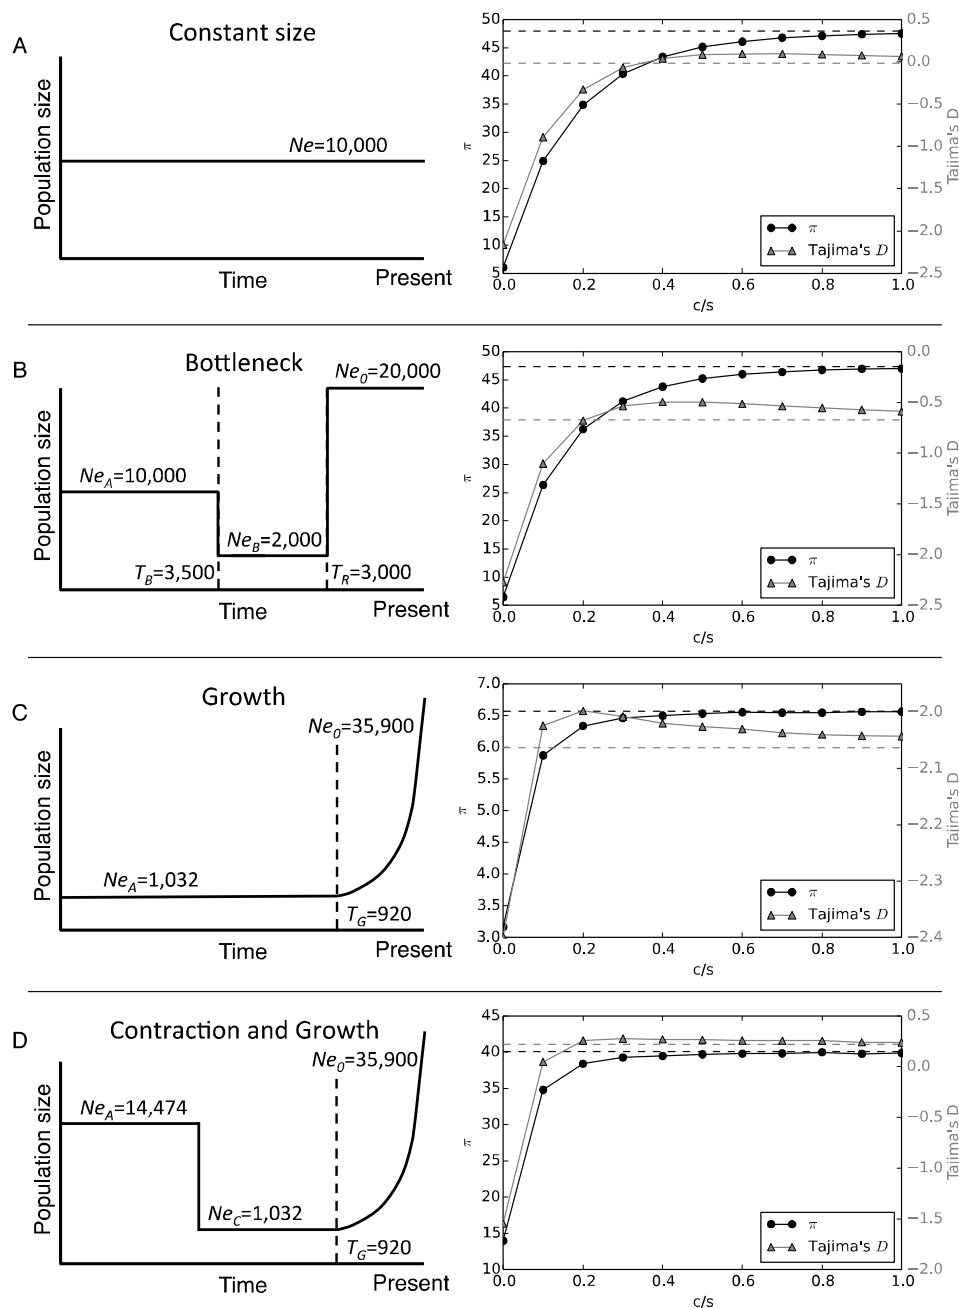 A
Constant size
Population size
Ne=10,000
Time
Present
50
45
40
35
30
25
20
15
10
5
π
0.5
0.0
−0.5
−1.0
−1.5
−2.0
−2.5
Tajima's D
π
Tajima's D
0.0 0.2 0.4 0.6 0.8 1.0
c/s
B
Bottleneck
Population size
Ne0=20,000
NeA=10,000
NeB=2,000
TB=3,500
TR=3,000
Time
Present
50
45
40
35
30
25
20
15
10
5
π
0.0
−0.5
−1.0
−1.5
−2.0
−2.5
Tajima's D
π
Tajima's D
0.0 0.2 0.4 0.6 0.8 1.0
c/s
C
Growth
Population size
Ne0=35,900
NeA=1,032
TG=920
Time
Present
7.0
6.5
6.0
5.5
5.0
4.5
4.0
3.5
3.0
π
−2.0
−2.1
−2.2
−2.3
−2.4
Tajima's D
π
Tajima's D
0.0 0.2 0.4 0.6 0.8 1.0
c/s
D
Contraction and Growth
Population size
Ne0=35,900
NeA=14,474
NeC=1,032
TG=920
Time
Present
45
40
35
30
25
20
15
10
π
0.5
0.0
−0.5
−1.0
−1.5
−2.0
Tajima's D
π
Tajima's D
0.0 0.2 0.4 0.6 0.8 1.0
c/s